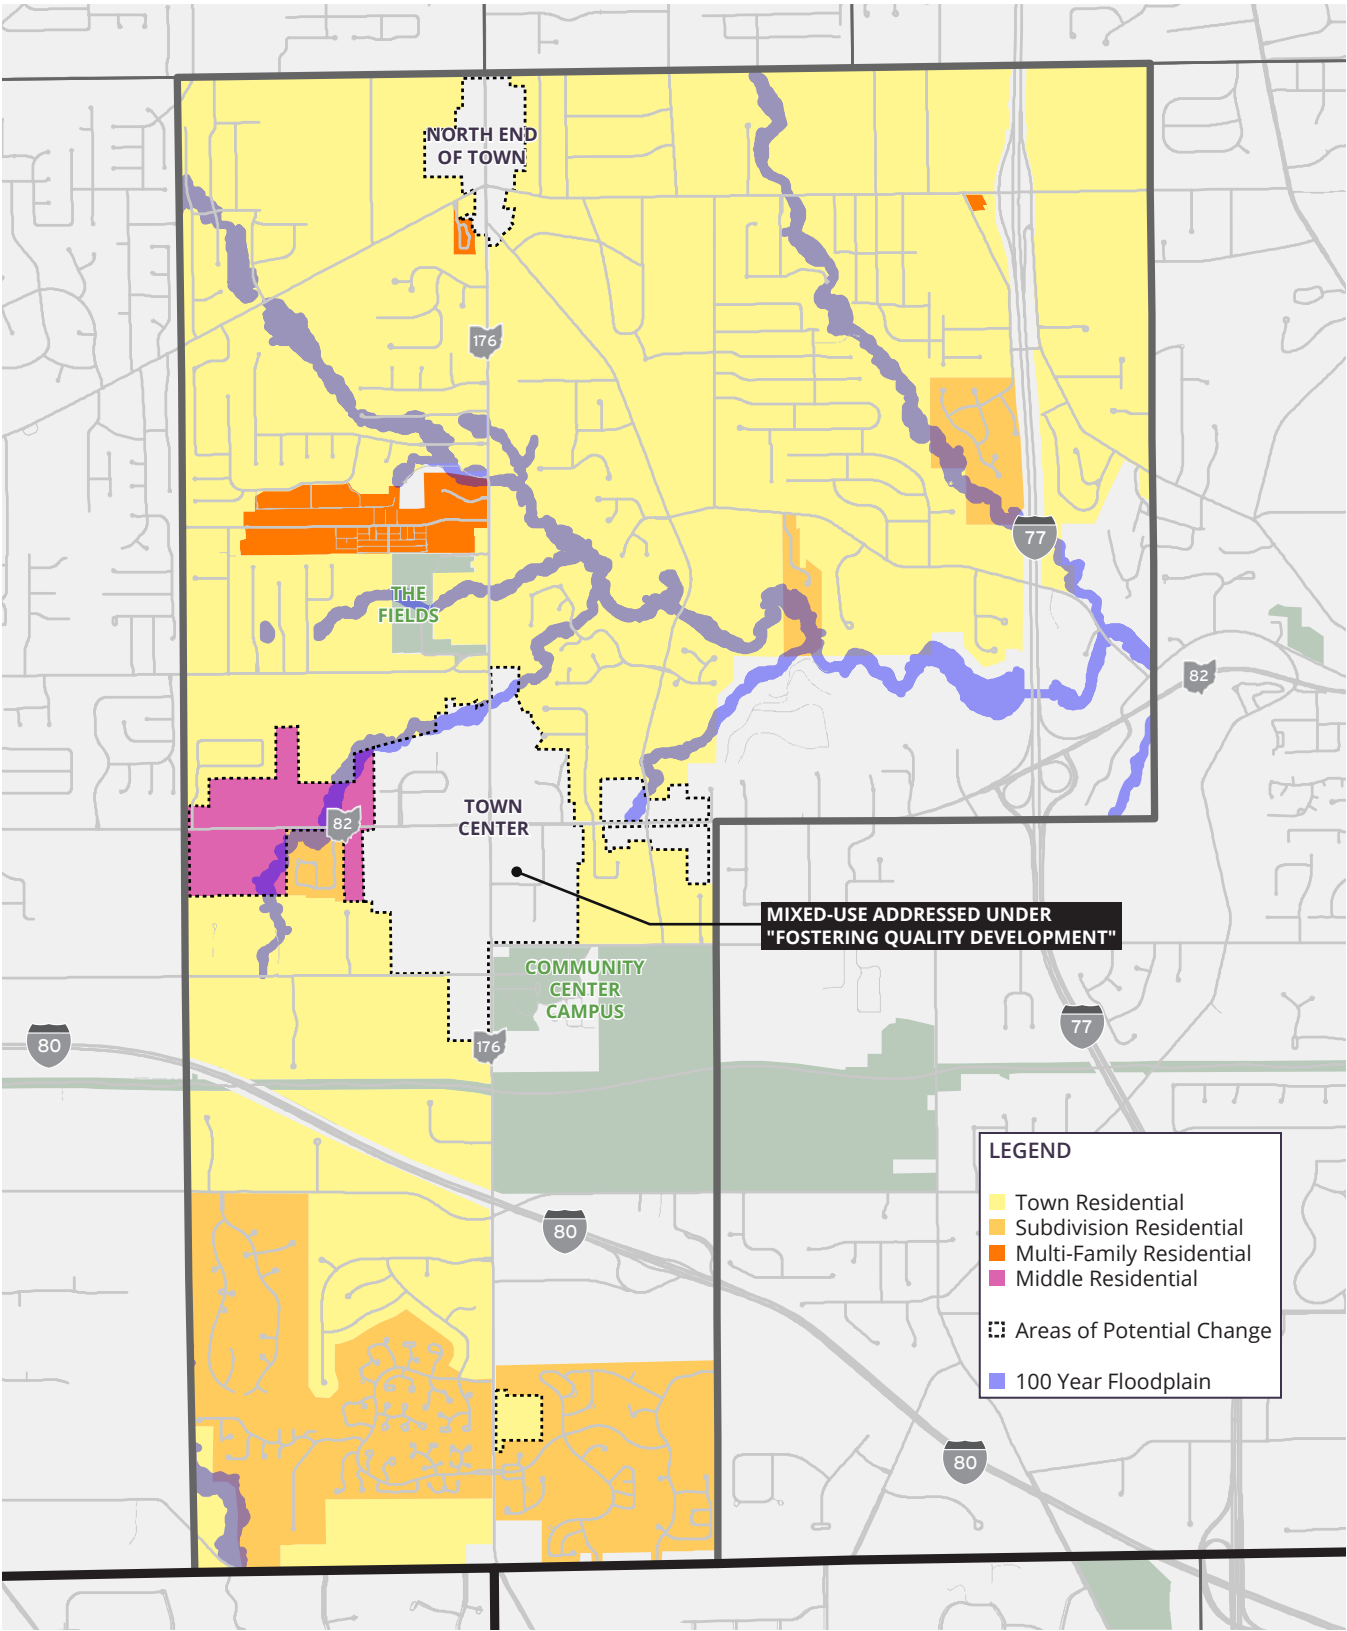 NORTH END
OF TOWN
176
77
THE
FIELDS
82
82
TOWN
CENTER
MIXED-USE ADDRESSED UNDER
"FOSTERING QUALITY DEVELOPMENT"
COMMUNITY
CENTER
CAMPUS
77
80
176
LEGEND
Town Residential
Subdivision Residential
Multi-Family Residential
Middle Residential
Areas of Potential Change
100 Year Floodplain
80
80